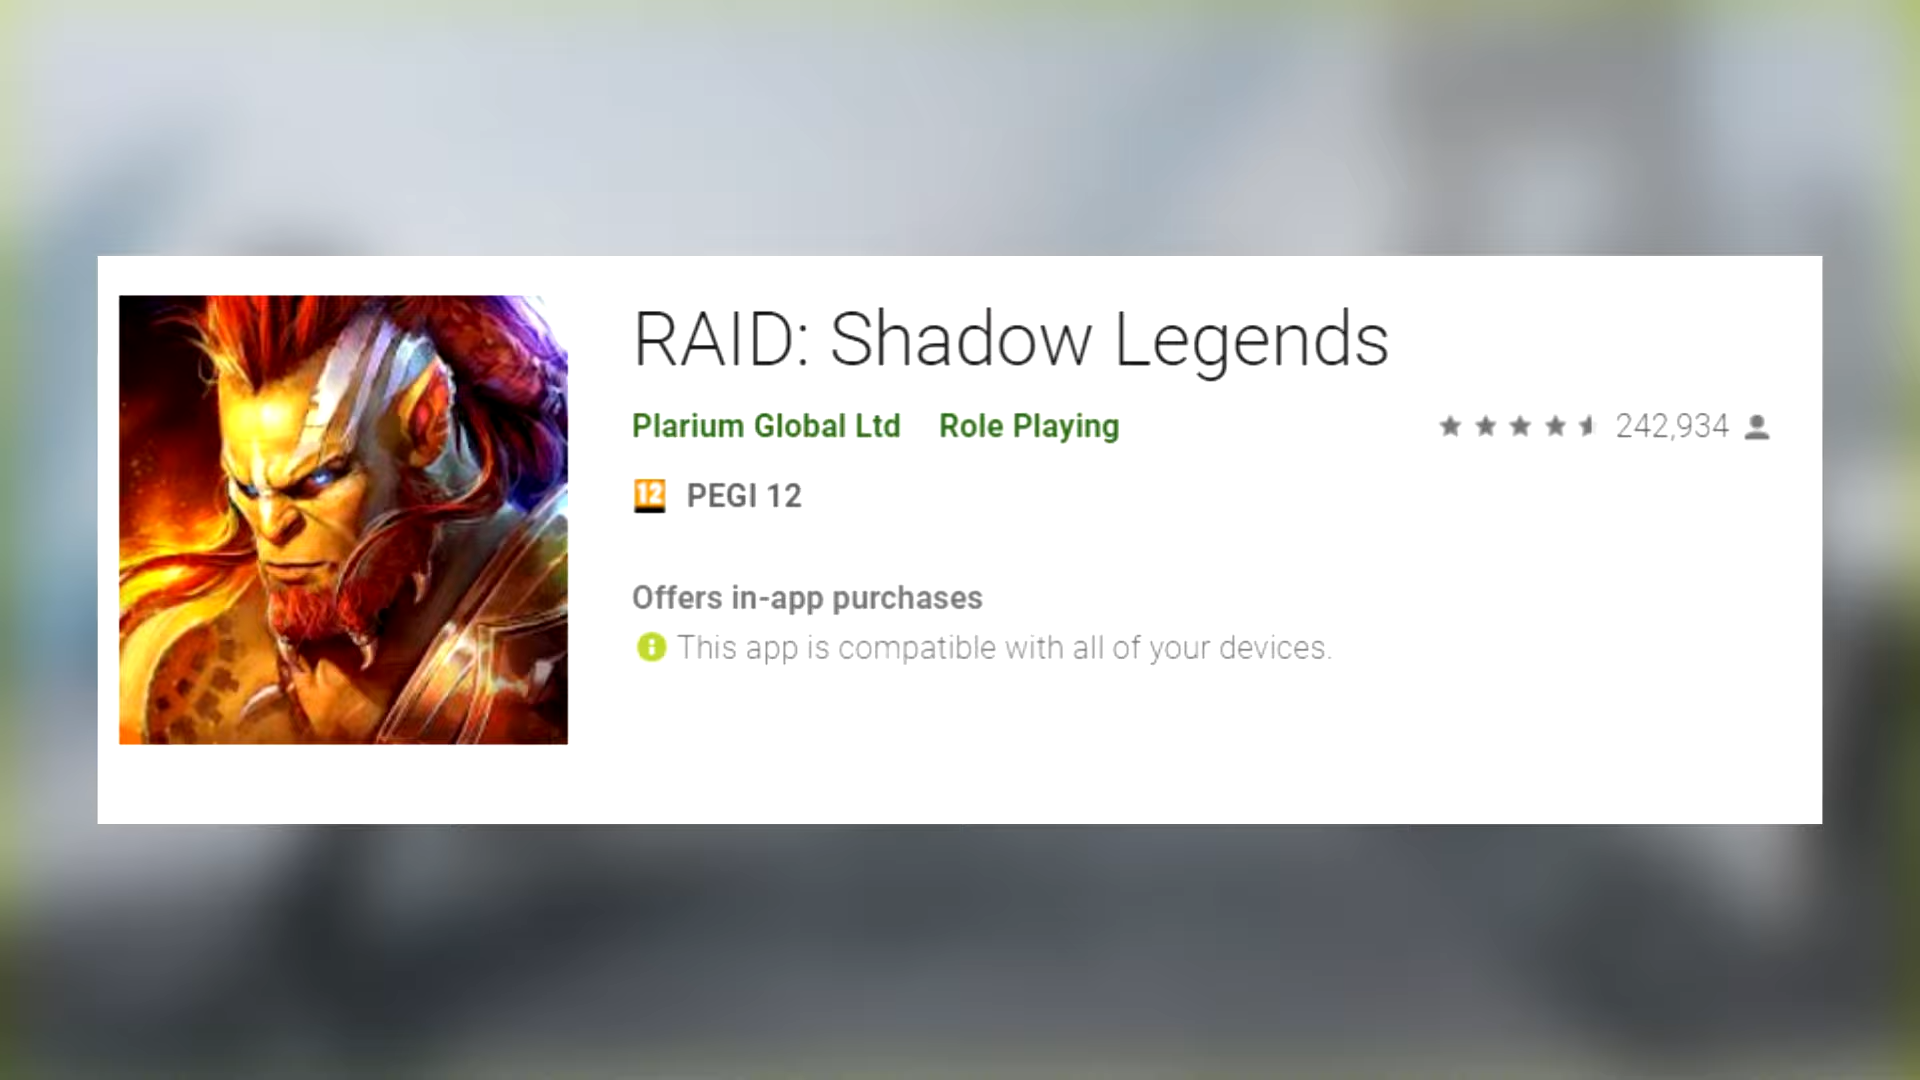 RAID: Shadow Legends
Plarium Global Ltd Role Playing
242,934
12 PEGI 12
Offers in-app purchases
This app is compatible with all of your devices.